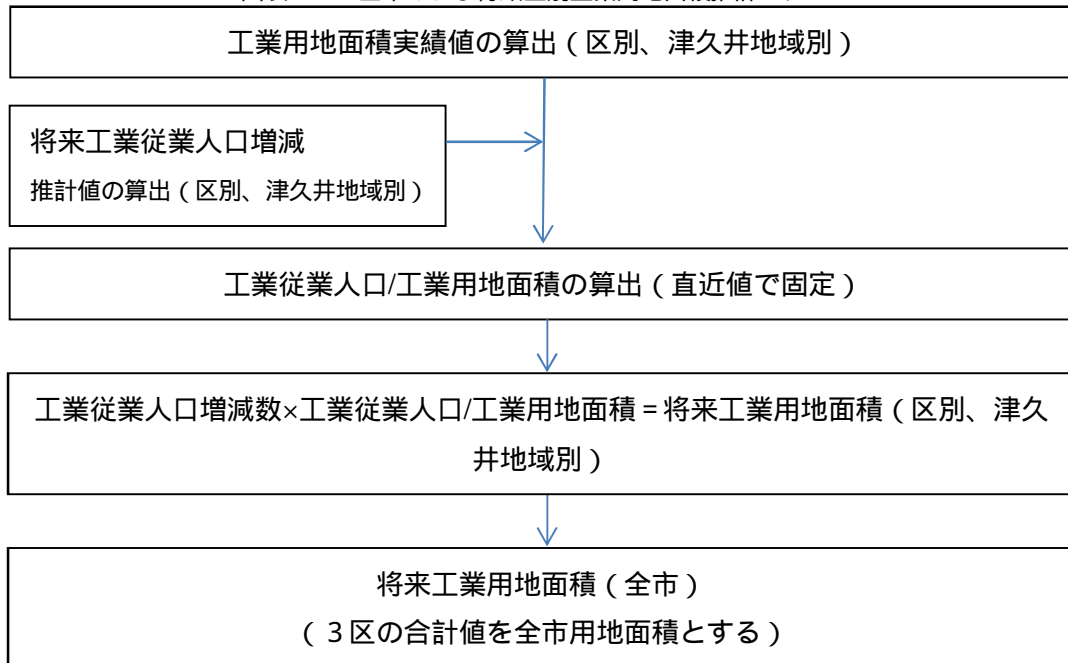 工業用地面積実績値の算出（区別、津久井地域別）
将来工業従業人口増減
推計値の算出（区別、津久井地域別）
工業従業人口/工業用地面積の算出（直近値で固定）
工業従業人口増減数×工業従業人口/工業用地面積＝将来工業用地面積（区別、津久
井地域別）
将来工業用地面積（全市）
（３区の合計値を全市用地面積とする）